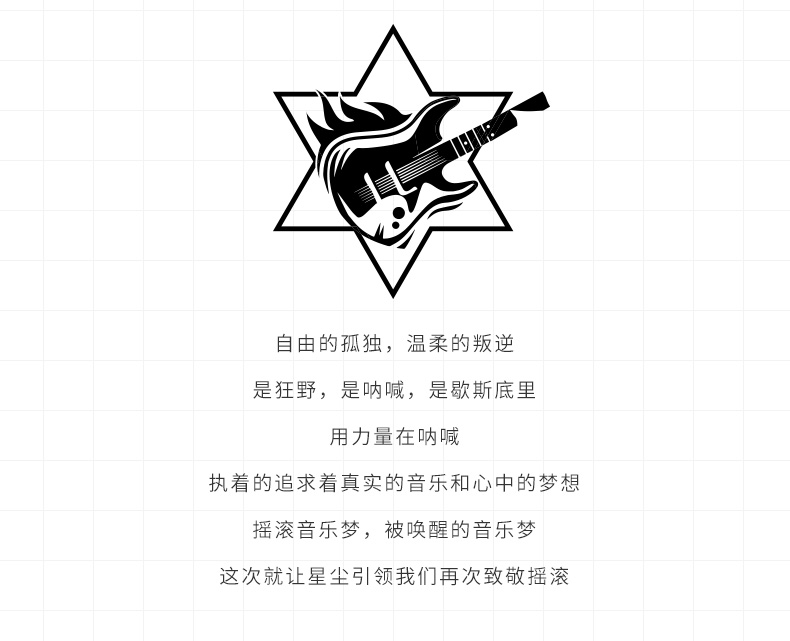 自由的孤独，温柔的叛逆
是狂野，是呐喊，是歇斯底里
用力量在呐喊
执着的追求着真实的音乐和心中的梦想
摇滚音乐梦，被唤醒的音乐梦
这次就让星尘引领我们再次致敬摇滚